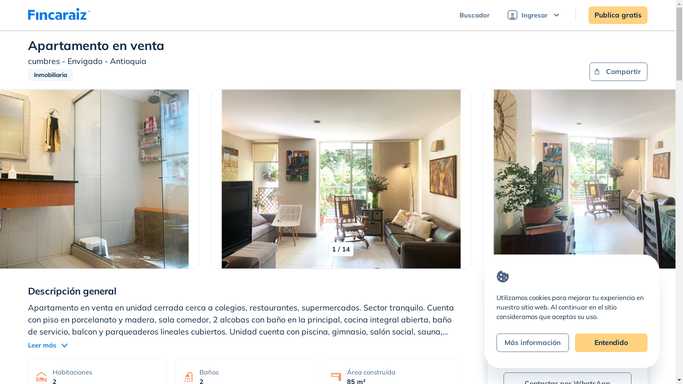 Fincaraiz
Buscador
Ingresar
Publica gratis
Apartamento en venta
cumbres - Envigado - Antioquia
Inmobiliaria
Compartir
1 / 14
Descripción general
Apartamento en venta en unidad cerrada cerca a colegios, restaurantes, supermercados. Sector tranquilo. Cuenta
con piso en porcelanato y madera, sala comedor, 2 alcobas con baño en la principal, cocina integral abierta, baño
de servicio, balcon y parqueaderos lineales cubiertos. Unidad cuenta con piscina, gimnasio, salón social, sauna,...
Leer más
Habitaciones
2
Baños
2
Área construida
85 m²
Utilizamos cookies para mejorar tu experiencia en
nuestro sitio web. Al continuar en el sitio
consideramos que aceptas su uso.
Más información
Entendido
Contactar por WhatsApp